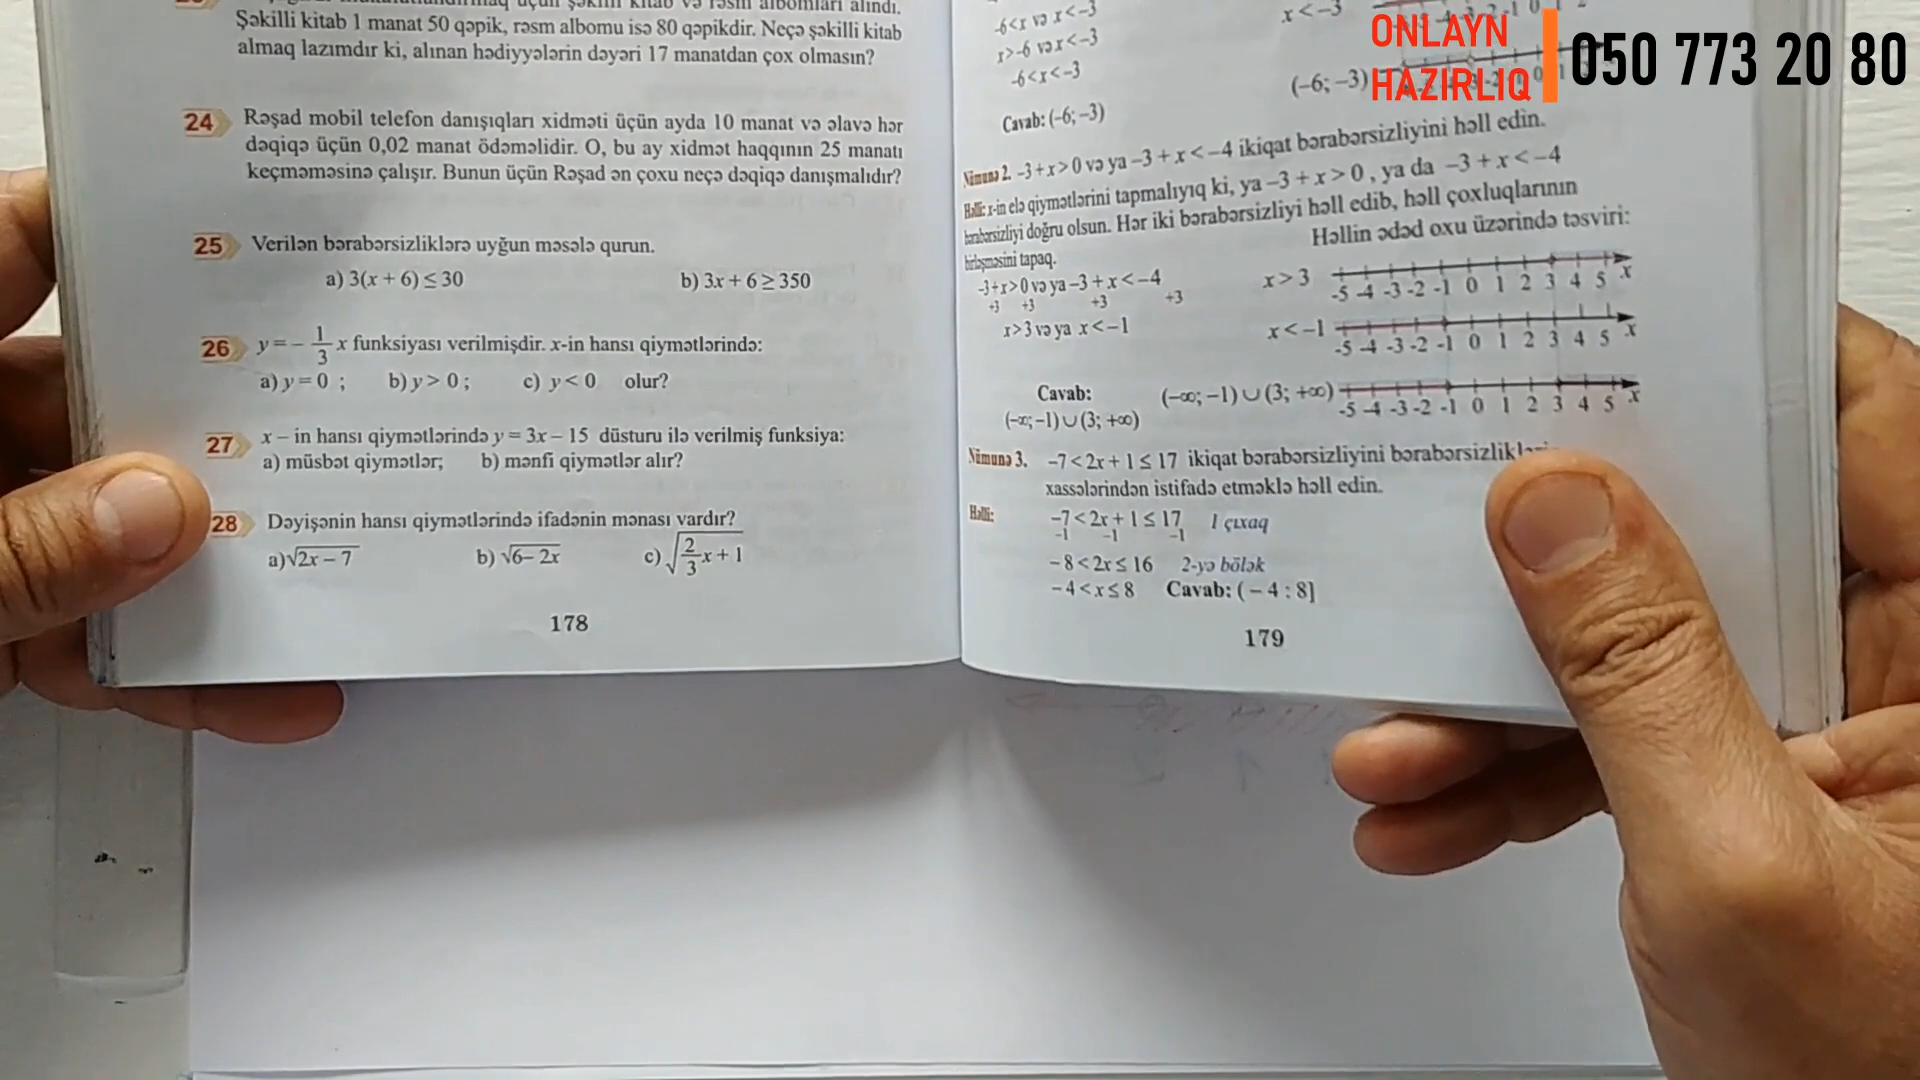 Şəkilli kitab 1 manat 50 qəpik, rəsm albomu isə 80 qəpikdir. Neçə şəkilli kitab
almaq lazımdır ki, alınan hədiyyələrin dəyəri 17 manatdan çox olmasın?
24 Rəşad mobil telefon danışıqları xidməti üçün ayda 10 manat və əlavə hər
dəqiqə üçün 0,02 manat ödəməlidir. O, bu ay xidmət haqqının 25 manatı
keçməməsinə çalışır. Bunun üçün Rəşad ən çoxu neçə dəqiqə danışmalıdır?
25 Verilən bərabərsizliklərə uyğun məsələ qurun.
a) 3(x + 6) ≤ 30 b) 3x + 6 ≥ 350
26 y = – 1/3 x funksiyası verilmişdir. x-in hansı qiymətlərində:
a) y = 0 ; b) y > 0 ; c) y < 0 olur?
27 x – in hansı qiymətlərində y = 3x – 15 düsturu ilə verilmiş funksiya:
a) müsbət qiymətlər; b) mənfi qiymətlər alır?
28 Dəyişənin hansı qiymətlərində ifadənin mənası vardır?
a) √2x – 7 b) √6– 2x c) √2/3 x + 1
178
-6<x və x<-3
x>-6 və x<-3
-6<x<-3
Cavab: (-6; -3)
x<-3
(-6; -3)
Nümunə 2. -3+x>0 və ya -3+x<-4 ikiqat bərabərsizliyini həll edin.
Həlli: x-in elə qiymətlərini tapmalıyıq ki, ya -3+x>0, ya da -3+x<-4
bərabərsizliyi doğru olsun. Hər iki bərabərsizliyi həll edib, həll çoxluqlarının
birləşməsini tapaq.
Həllin ədəd oxu üzərində təsviri:
-3+x>0 və ya -3+x<-4
+3 +3 +3 +3
x>3 və ya x<-1
x>3
-5 -4 -3 -2 -1 0 1 2 3 4 5 x
x<-1
-5 -4 -3 -2 -1 0 1 2 3 4 5 x
Cavab:
(-∞; -1)∪(3; +∞)
(-∞; -1)∪(3; +∞)
-5 -4 -3 -2 -1 0 1 2 3 4 5 x
Nümunə 3. -7<2x+1≤17 ikiqat bərabərsizliyini
xassələrindən istifadə etməklə həll edin.
Həlli: -7<2x+1≤17 1 çıxaq
-1 -1 -1
-8<2x≤16 2-yə bölək
-4<x≤8 Cavab: (-4 : 8]
179
ONLAYN
HAZIRLIQ
050 773 20 80